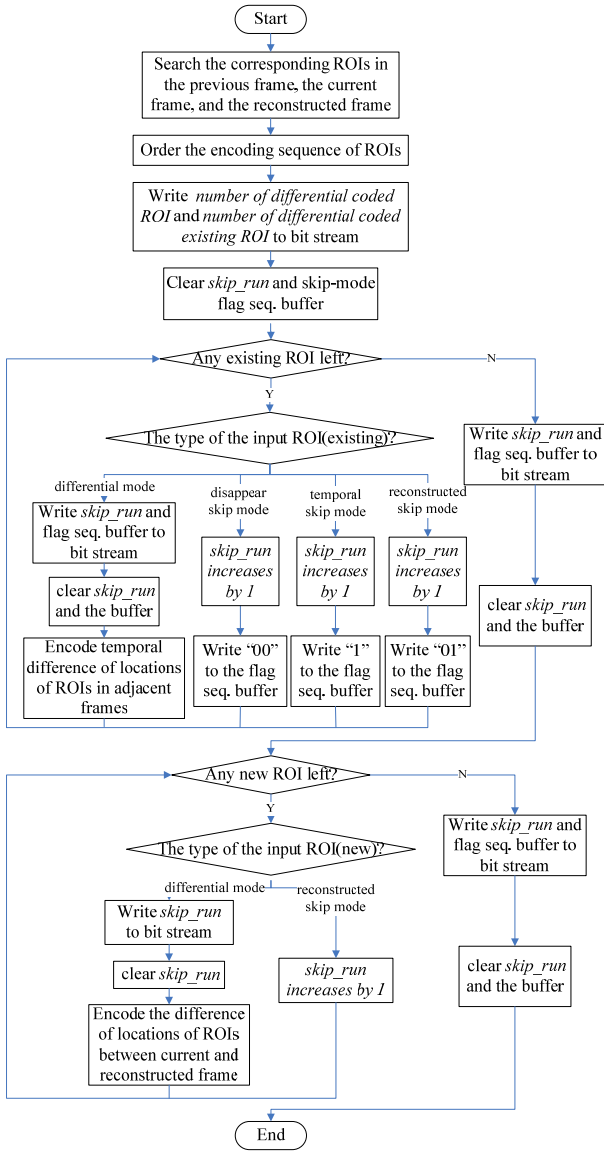 Start
Search the corresponding ROIs in
the previous frame, the current
frame, and the reconstructed frame
Order the encoding sequence of ROIs
Write number of differential coded
ROI and number of differential coded
existing ROI to bit stream
Clear skip_run and skip-mode
flag seq. buffer
Any existing ROI left?
N
Y
The type of the input ROI(existing)?
Write skip_run and
flag seq. buffer to
bit stream
clear skip_run
and the buffer
differential mode
Write skip_run and
flag seq. buffer to
bit stream
clear skip_run
and the buffer
Encode temporal
difference of locations
of ROIs in adjacent
frames
disappear
skip mode
skip_run
increases
by 1
Write “00”
to the flag
seq. buffer
temporal
skip mode
skip_run
increases
by 1
Write “1”
to the flag
seq. buffer
reconstructed
skip mode
skip_run
increases
by 1
Write “01”
to the flag
seq. buffer
Any new ROI left?
N
Y
The type of the input ROI(new)?
Write skip_run and
flag seq. buffer to
bit stream
clear skip_run
and the buffer
differential mode
Write skip_run
to bit stream
clear skip_run
Encode the difference
of locations of ROIs
between current and
reconstructed frame
reconstructed
skip mode
skip_run
increases by 1
End